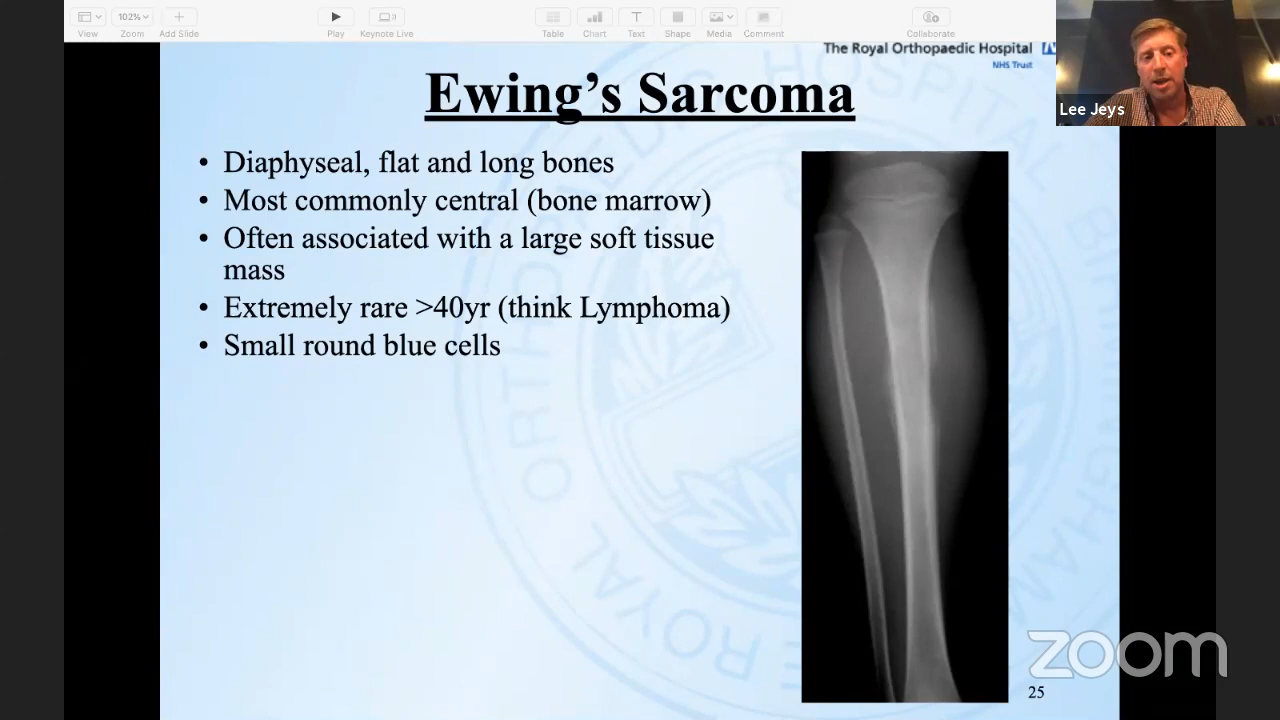 102%
View
Zoom
Add Slide
Play
Keynote Live
Table
Chart
Text
Shape
Media
Comment
Collaborate
The Royal Orthopaedic Hospital
NHS Trust
Lee Jeys
Ewing’s Sarcoma
• Diaphyseal, flat and long bones
• Most commonly central (bone marrow)
• Often associated with a large soft tissue
mass
• Extremely rare >40yr (think Lymphoma)
• Small round blue cells
zoom
25